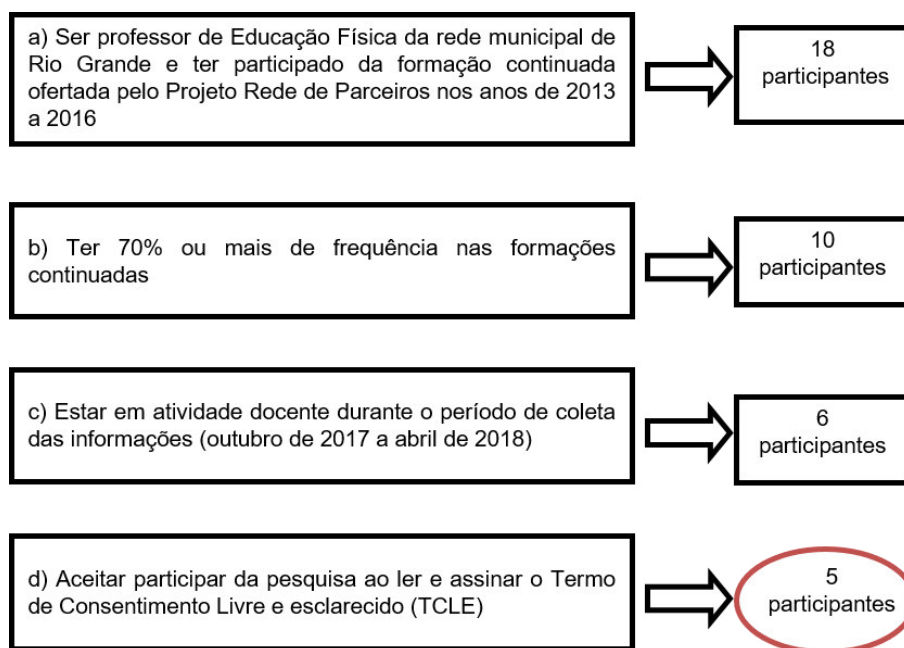 a) Ser professor de Educação Física da rede municipal de
Rio Grande e ter participado da formação continuada
ofertada pelo Projeto Rede de Parceiros nos anos de 2013
a 2016
18
participantes
b) Ter 70% ou mais de frequência nas formações
continuadas
10
participantes
c) Estar em atividade docente durante o período de coleta
das informações (outubro de 2017 a abril de 2018)
6
participantes
d) Aceitar participar da pesquisa ao ler e assinar o Termo
de Consentimento Livre e esclarecido (TCLE)
5
participantes